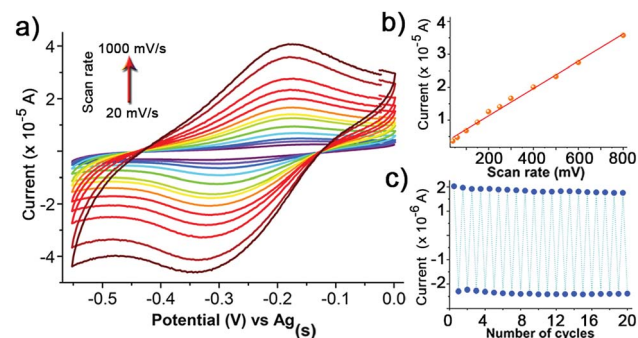 a)
1000 mV/s
Scan rate
20 mV/s
4
2
0
-2
-4
Current (x 10⁻⁵ A)
-0.5 -0.4 -0.3 -0.2 -0.1 0.0
Potential (V) vs Ag(s)
b)
4
3
2
1
Current (x 10⁻⁵ A)
200 400 600 800
Scan rate (mV)
c)
2
1
-1
-2
Current (x 10⁻⁶ A)
0 4 8 12 16 20
Number of cycles